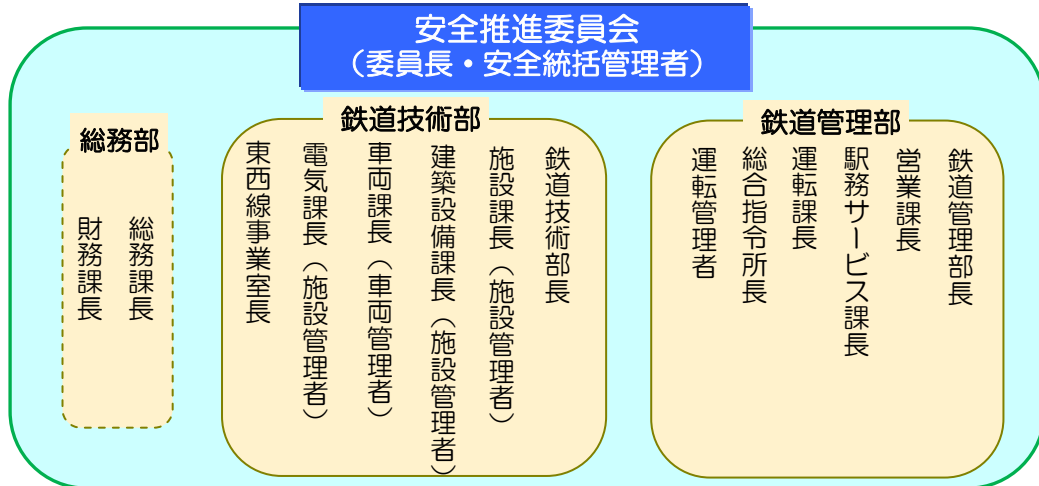 安全推進委員会
（委員長・安全統括管理者）
鉄道管理部
鉄道管理部長
営業課長
駅務サービス課長
運転課長
総合指令所長
運転管理者
鉄道技術部
鉄道技術部長
施設課長（施設管理者）
建築設備課長（施設管理者）
車両課長（車両管理者）
電気課長（施設管理者）
東西線事業室長
総務部
総務課長
財務課長